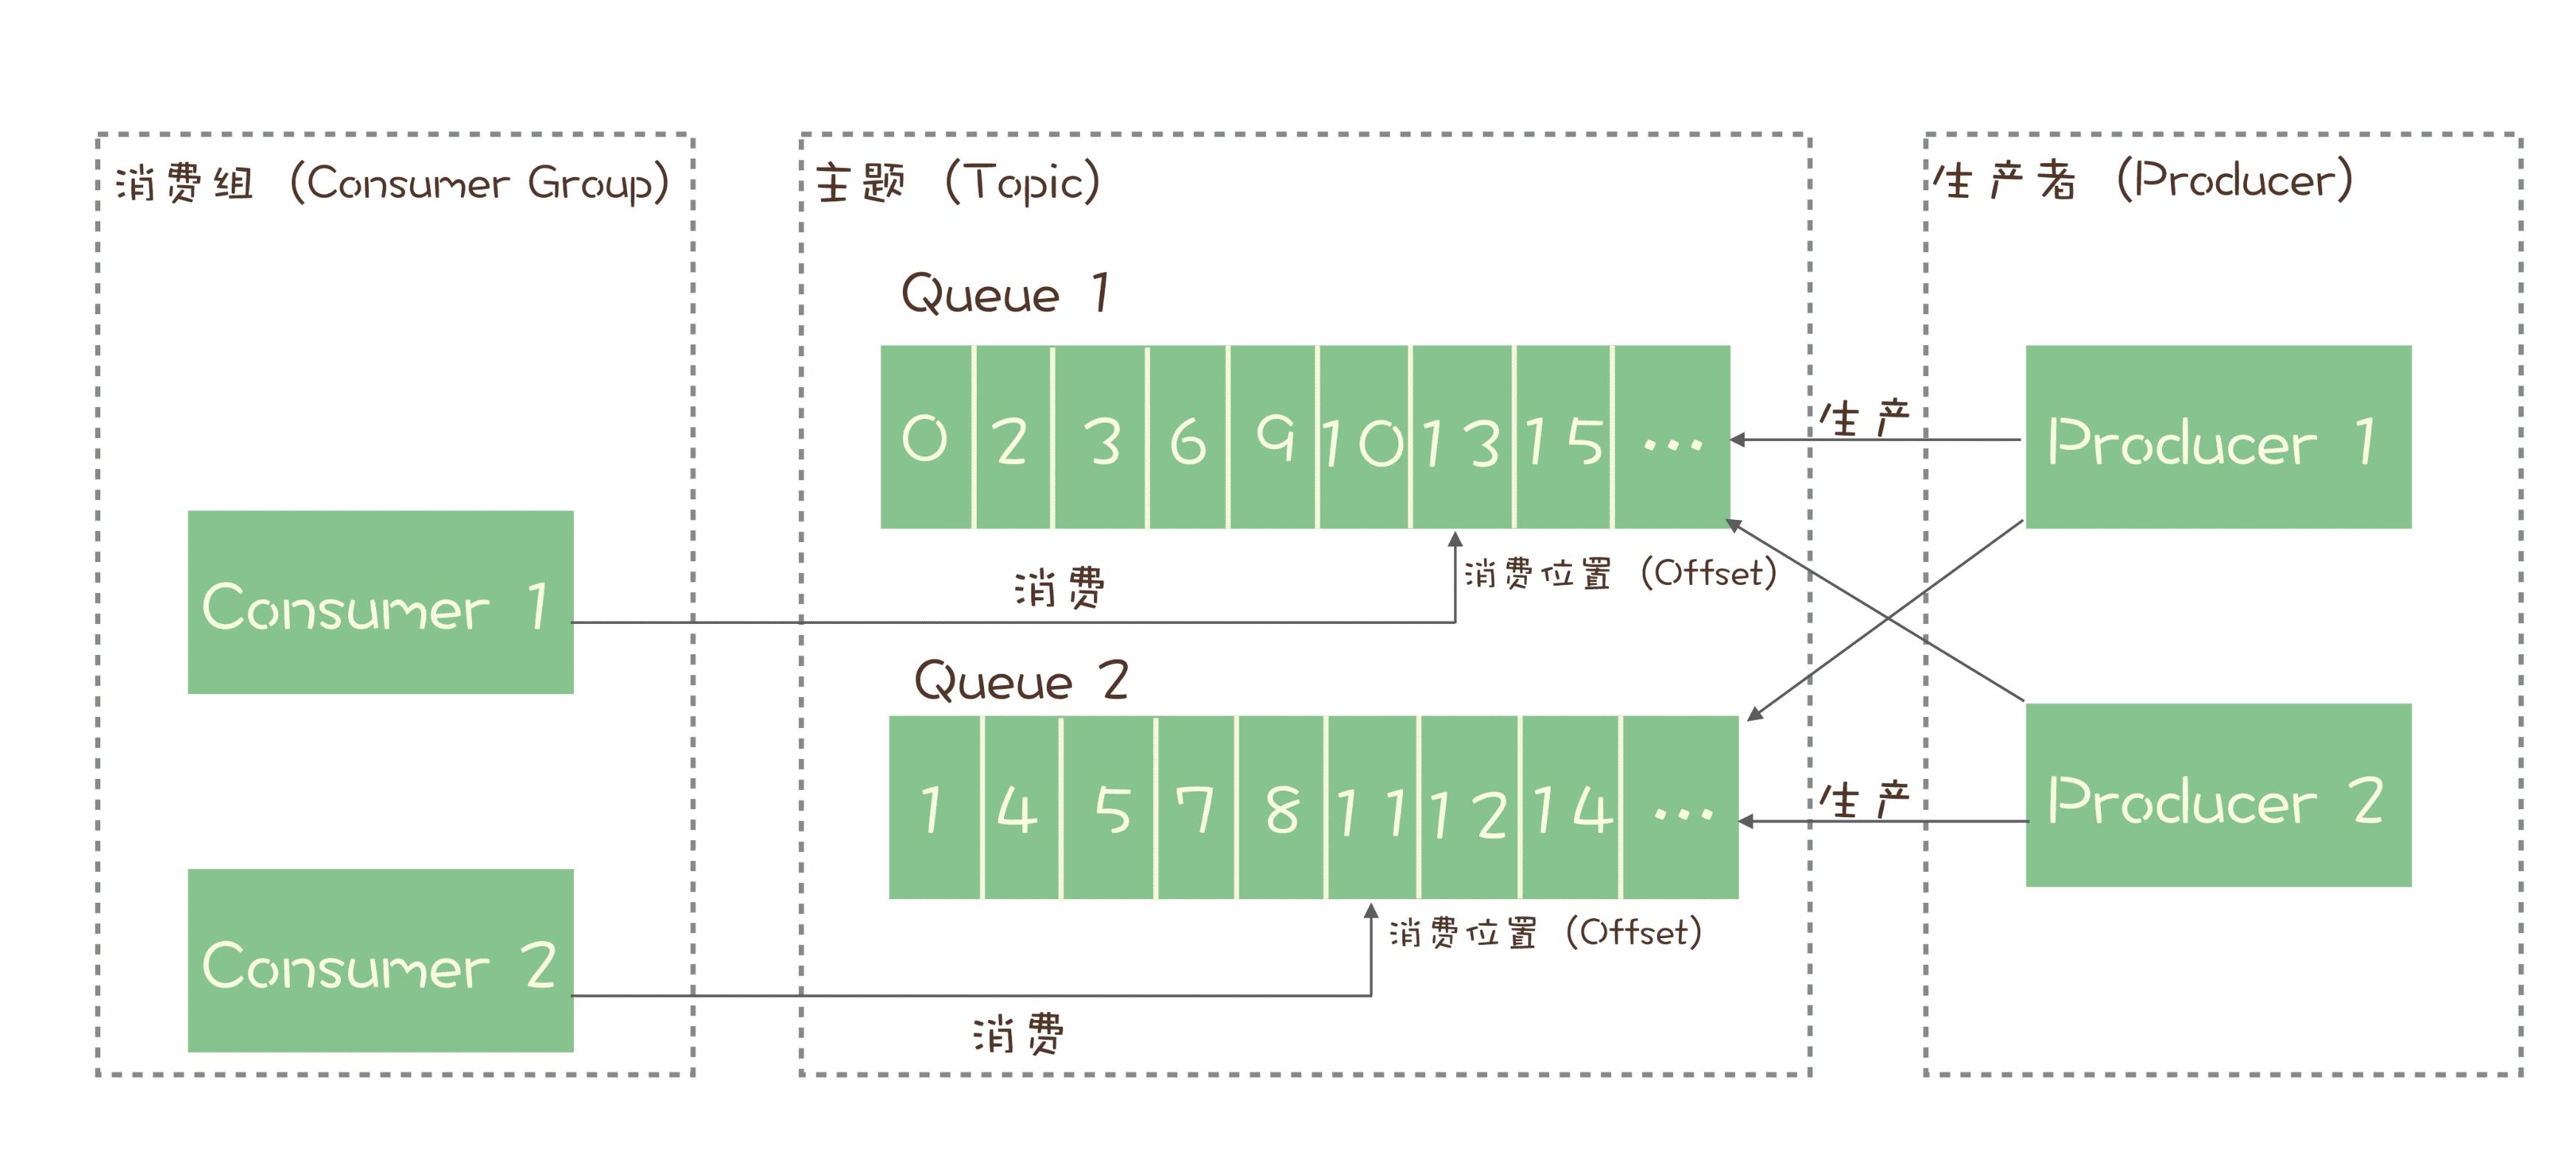 消费组 (Consumer Group)
Consumer 1
Consumer 2
消费
消费
主题 (Topic)
Queue 1
0 2 3 6 9 10 13 15 ...
消费位置 (Offset)
Queue 2
1 4 5 7 8 11 12 14 ...
消费位置 (Offset)
生产
生产
生产者 (Producer)
Producer 1
Producer 2